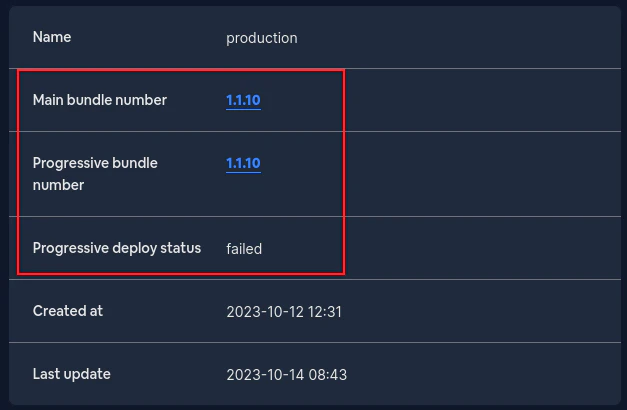 Name production
Main bundle number 1.1.10
Progressive bundle number 1.1.10
Progressive deploy status failed
Created at 2023-10-12 12:31
Last update 2023-10-14 08:43